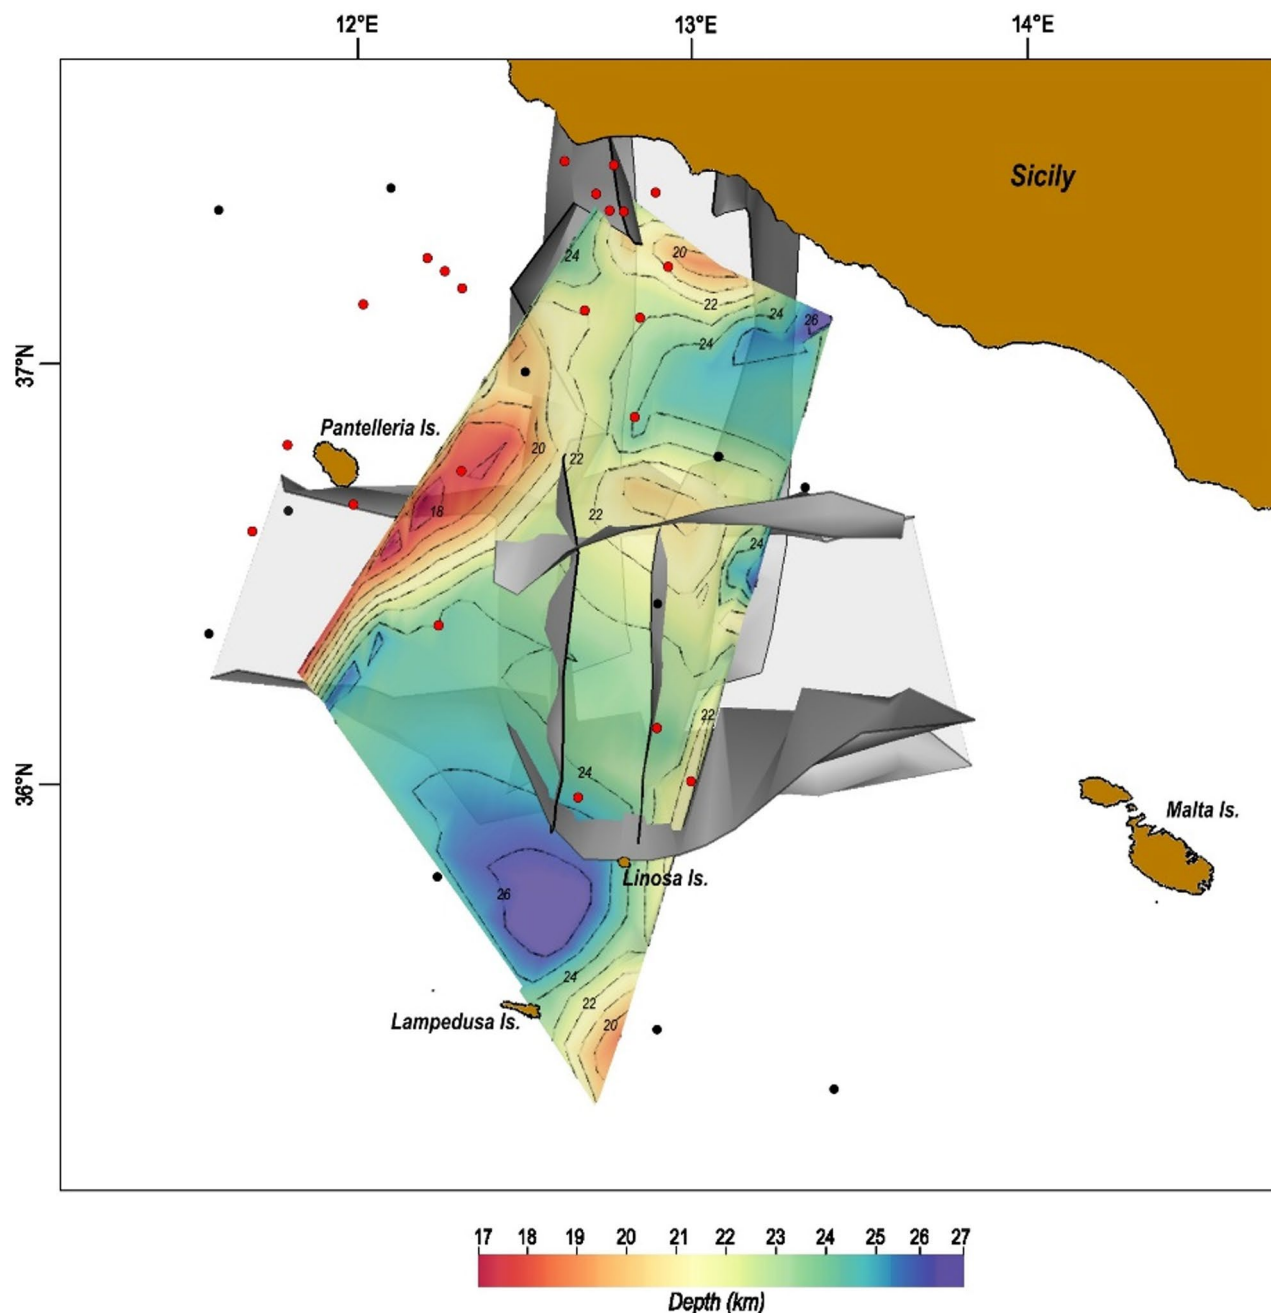 12°E 13°E 14°E
Sicily
20
24
22
24
26
24
37°N
Pantelleria Is.
20
22
18
22
24
22
24
36°N
Malta Is.
Linosa Is.
26
24
22
Lampedusa Is.
20
17 18 19 20 21 22 23 24 25 26 27
Depth (km)